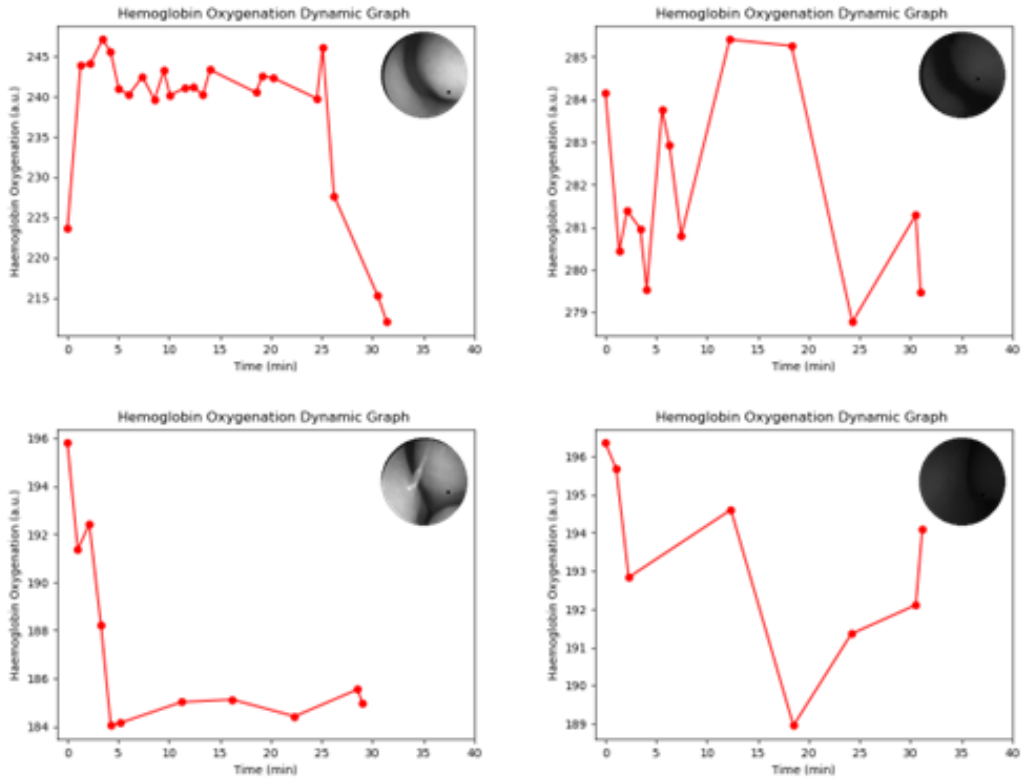 Hemoglobin Oxygenation Dynamic Graph
Haemoglobin Oxygenation (a.u.)
245
240
235
230
225
220
215
0 5 10 15 20 25 30 35 40
Time (min)
Hemoglobin Oxygenation Dynamic Graph
Haemoglobin Oxygenation (a.u.)
285
284
283
282
281
280
279
0 5 10 15 20 25 30 35 40
Time (min)
Hemoglobin Oxygenation Dynamic Graph
Haemoglobin Oxygenation (a.u.)
196
194
192
190
188
186
184
0 5 10 15 20 25 30 35 40
Time (min)
Hemoglobin Oxygenation Dynamic Graph
Haemoglobin Oxygenation (a.u.)
196
195
194
193
192
191
190
189
0 5 10 15 20 25 30 35 40
Time (min)